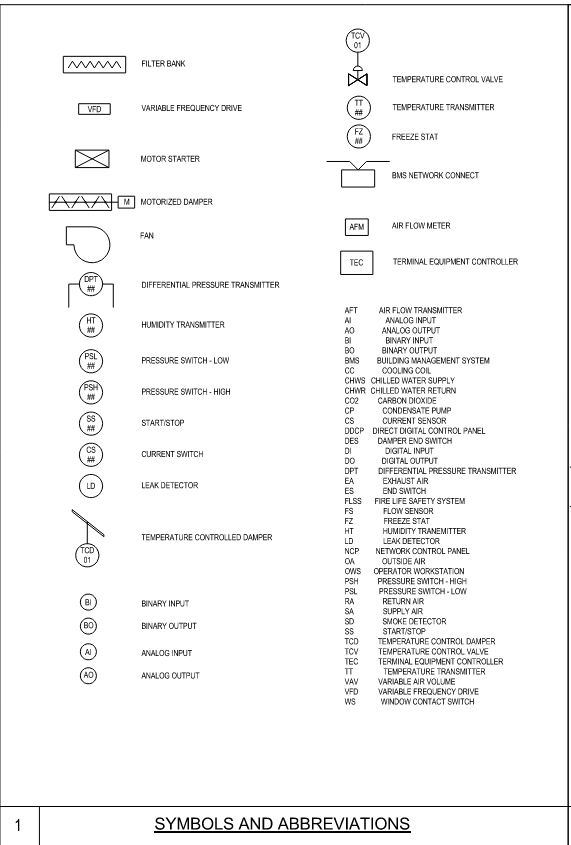 FILTER BANK
VFD VARIABLE FREQUENCY DRIVE
MOTOR STARTER
M MOTORIZED DAMPER
FAN
DPT
## DIFFERENTIAL PRESSURE TRANSMITTER
HT
## HUMIDITY TRANSMITTER
PSL
## PRESSURE SWITCH - LOW
PSH
## PRESSURE SWITCH - HIGH
SS
## START/STOP
CS
## CURRENT SWITCH
LD LEAK DETECTOR
TEMPERATURE CONTROLLED DAMPER
TCD
01
BI BINARY INPUT
BO BINARY OUTPUT
AI ANALOG INPUT
AO ANALOG OUTPUT
TCV
01
TEMPERATURE CONTROL VALVE
TT
## TEMPERATURE TRANSMITTER
FZ
## FREEZE STAT
BMS NETWORK CONNECT
AFM AIR FLOW METER
TEC TERMINAL EQUIPMENT CONTROLLER
AFT AIR FLOW TRANSMITTER
AI ANALOG INPUT
AO ANALOG OUTPUT
BI BINARY INPUT
BO BINARY OUTPUT
BMS BUILDING MANAGEMENT SYSTEM
CC COOLING COIL
CHWS CHILLED WATER SUPPLY
CHWR CHILLED WATER RETURN
CO2 CARBON DIOXIDE
CP CONDENSATE PUMP
CS CURRENT SENSOR
DDCP DIRECT DIGITAL CONTROL PANEL
DES DAMPER END SWITCH
DI DIGITAL INPUT
DO DIGITAL OUTPUT
DPT DIFFERENTIAL PRESSURE TRANSMITTER
EA EXHAUST AIR
ES END SWITCH
FLSS FIRE LIFE SAFETY SYSTEM
FS FLOW SENSOR
FZ FREEZE STAT
HT HUMIDITY TRANEMITTER
LD LEAK DETECTOR
NCP NETWORK CONTROL PANEL
OA OUTSIDE AIR
OWS OPERATOR WORKSTATION
PSH PRESSURE SWITCH - HIGH
PSL PRESSURE SWITCH - LOW
RA RETURN AIR
SA SUPPLY AIR
SD SMOKE DETECTOR
SS START/STOP
TCD TEMPERATURE CONTROL DAMPER
TCV TEMPERATURE CONTROL VALVE
TEC TERMINAL EQUIPMENT CONTROLLER
TT TEMPERATURE TRANSMITTER
VAV VARIABLE AIR VOLUME
VFD VARIABLE FREQUENCY DRIVE
WS WINDOW CONTACT SWITCH
1 SYMBOLS AND ABBREVIATIONS